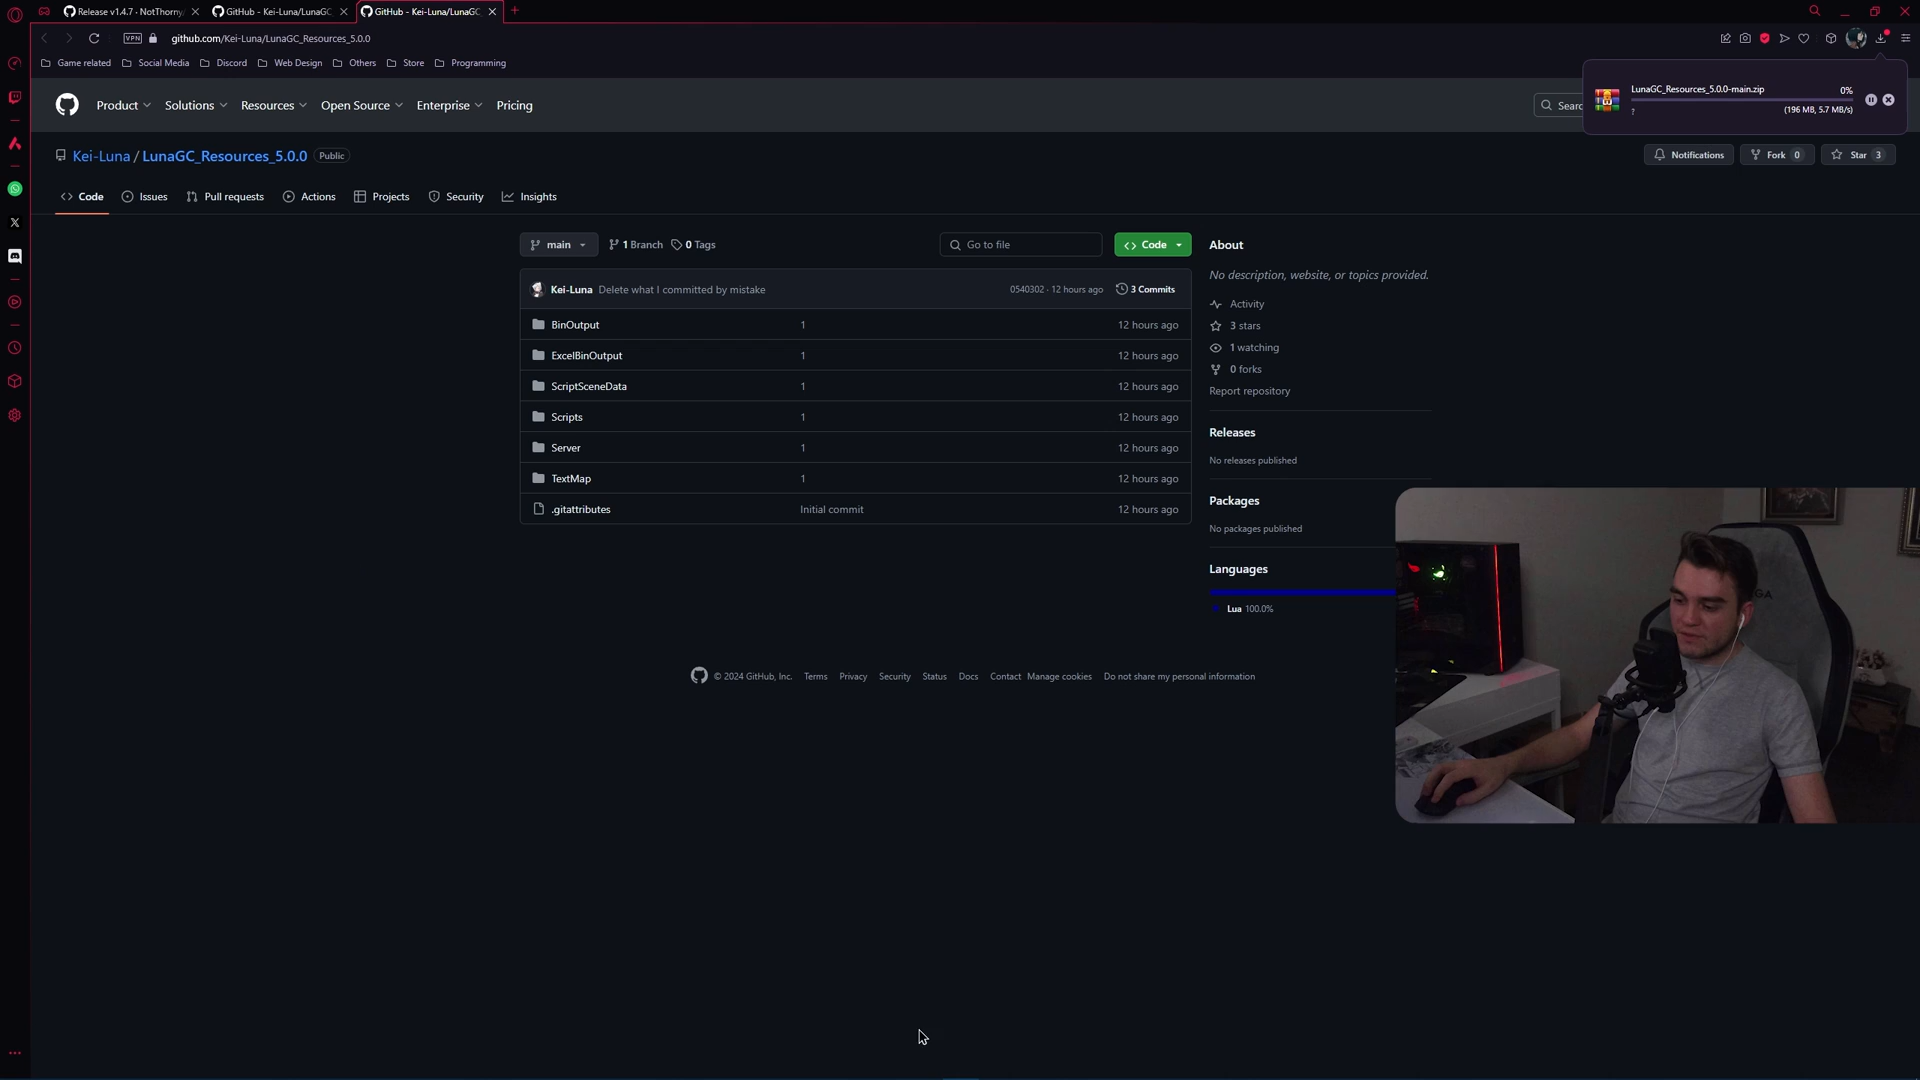 Release v1.4.7 · NotThorny
GitHub - Kei-Luna/LunaGC
GitHub - Kei-Luna/LunaGC
VPN
github.com/Kei-Luna/LunaGC_Resources_5.0.0
Game related
Social Media
Discord
Web Design
Others
Store
Programming
Product
Solutions
Resources
Open Source
Enterprise
Pricing
Searc
LunaGC_Resources_5.0.0-main.zip
0%
?
(196 MB, 5.7 MB/s)
Kei-Luna / LunaGC_Resources_5.0.0
Public
Notifications
Fork 0
Star 3
Code
Issues
Pull requests
Actions
Projects
Security
Insights
main
1 Branch
0 Tags
Go to file
Code
Kei-Luna Delete what I committed by mistake
0540302 · 12 hours ago
3 Commits
BinOutput 1 12 hours ago
ExcelBinOutput 1 12 hours ago
ScriptSceneData 1 12 hours ago
Scripts 1 12 hours ago
Server 1 12 hours ago
TextMap 1 12 hours ago
.gitattributes Initial commit 12 hours ago
About
No description, website, or topics provided.
Activity
3 stars
1 watching
0 forks
Report repository
Releases
No releases published
Packages
No packages published
Languages
Lua 100.0%
© 2024 GitHub, Inc.
Terms
Privacy
Security
Status
Docs
Contact
Manage cookies
Do not share my personal information